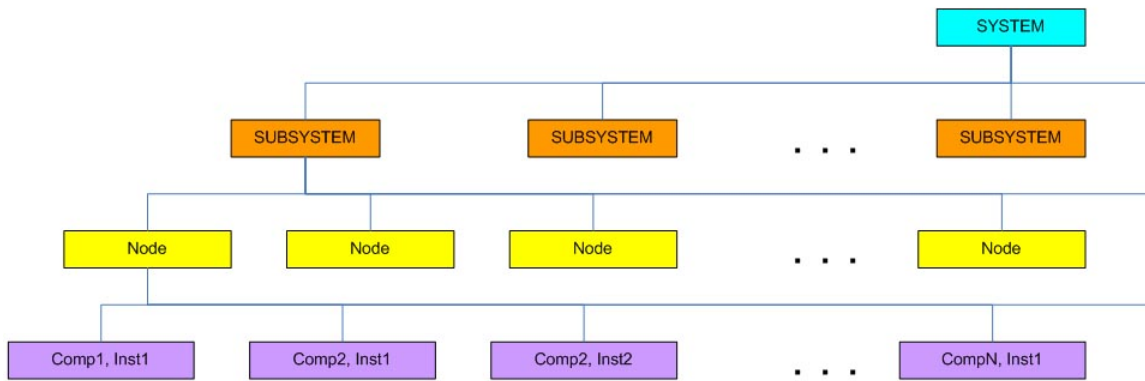 SYSTEM
SUBSYSTEM
SUBSYSTEM
. . .
SUBSYSTEM
Node
Node
Node
. . .
Node
Comp1, Inst1
Comp2, Inst1
Comp2, Inst2
. . .
CompN, Inst1